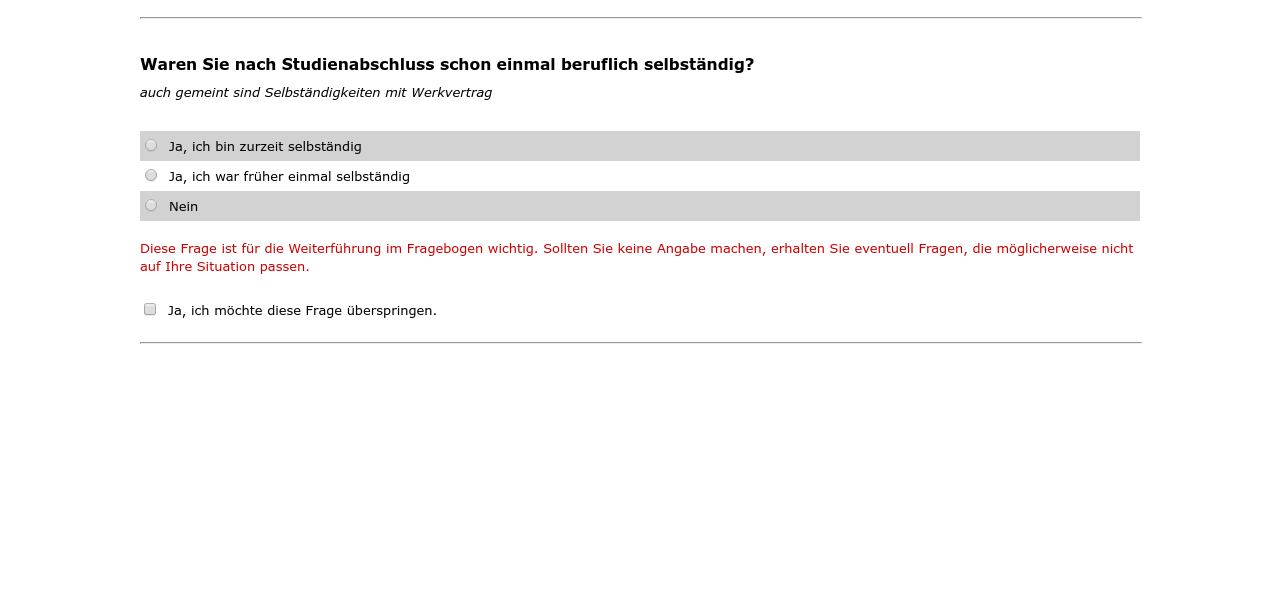 Waren Sie nach Studienabschluss schon einmal beruflich selbständig?
auch gemeint sind Selbständigkeiten mit Werkvertrag
Ja, ich bin zurzeit selbständig
Ja, ich war früher einmal selbständig
Nein
Diese Frage ist für die Weiterführung im Fragebogen wichtig. Sollten Sie keine Angabe machen, erhalten Sie eventuell Fragen, die möglicherweise nicht
auf Ihre Situation passen.
Ja, ich möchte diese Frage überspringen.